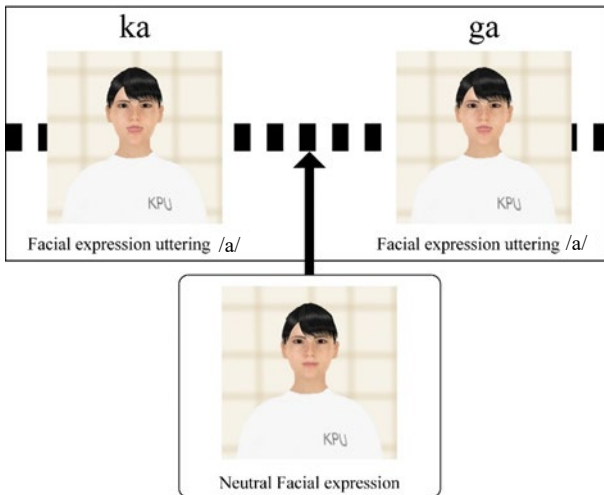 ka
ga
KPU
KPU
Facial expression uttering /a/
Facial expression uttering /a/
KPU
Neutral Facial expression